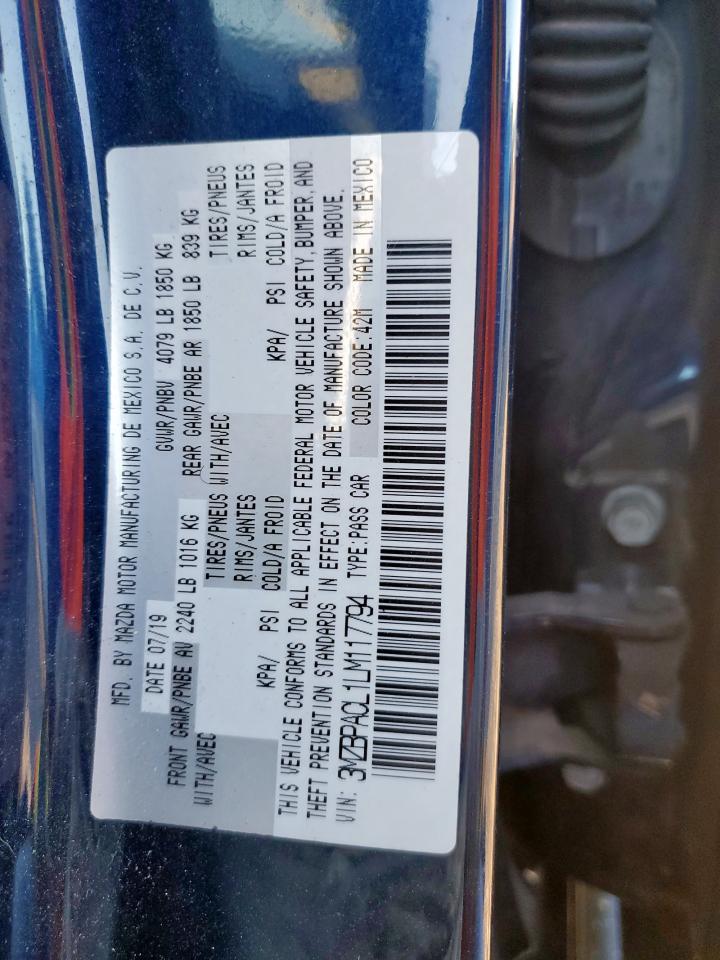 MFD. BY MAZDA MOTOR MANUFACTURING DE MEXICO S.A. DE C.V.
DATE 07/19 GVWR/PNBV 4079 LB 1850 KG
FRONT GAWR/PNBE AV 2240 LB 1016 KG REAR GAWR/PNBE AR 1850 LB 839 KG
WITH/AVEC TIRES/PNEUS WITH/AVEC TIRES/PNEUS
RIMS/JANTES RIMS/JANTES
KPA/ PSI COLD/A FROID KPA/ PSI COLD/A FROID
THIS VEHICLE CONFORMS TO ALL APPLICABLE FEDERAL MOTOR VEHICLE SAFETY, BUMPER, AND
THEFT PREVENTION STANDARDS IN EFFECT ON THE DATE OF MANUFACTURE SHOWN ABOVE.
VIN: 3MZBPACL1LM117794 TYPE:PASS CAR COLOR CODE:42M MADE IN MEXICO